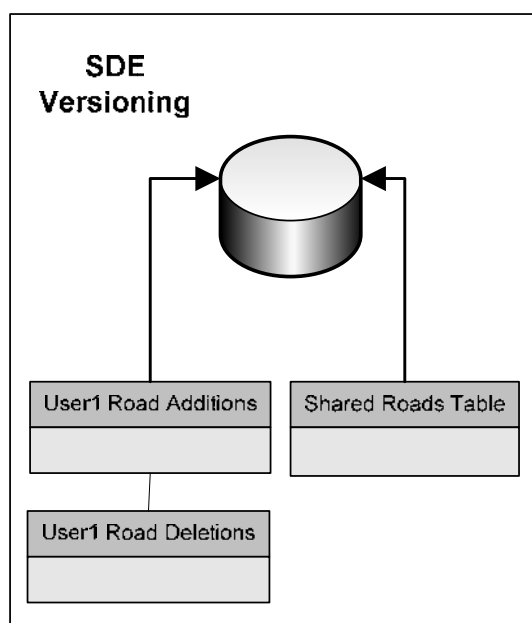 SDE
Versioning
User1 Road Additions
Shared Roads Table
User1 Road Deletions